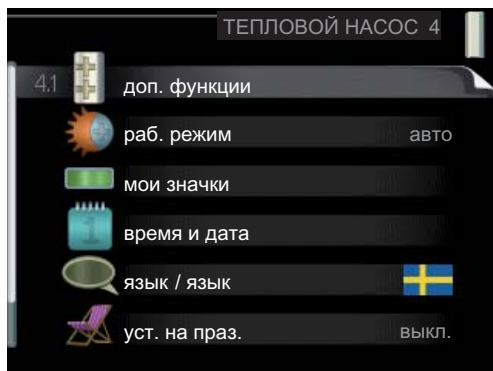 ТЕПЛОВОЙ НАСОС 4
4.1 доп. функции
раб. режим авто
мои значки
1
время и дата
язык / язык
уст. на праз. выкл.